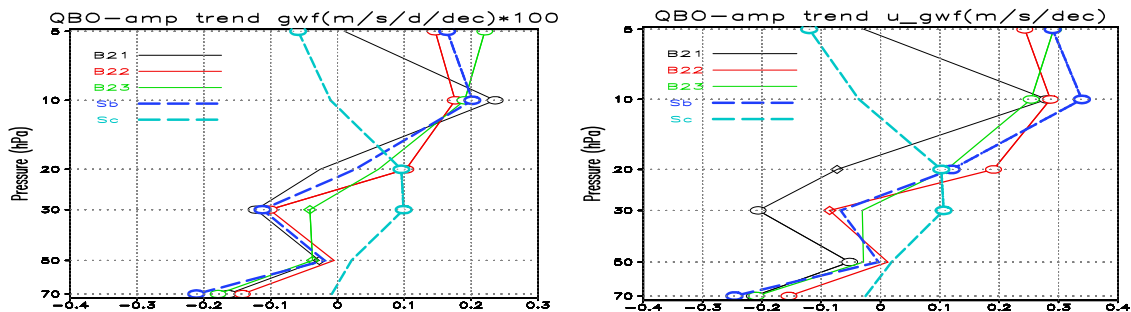 QBO-amp trend gwf(m/s/d/dec)*100
5
B21
B22
B23
Sb
Sc
10
20
30
50
70
Pressure (hPa)
-0.4 -0.3 -0.2 -0.1 0 0.1 0.2 0.3
QBO-amp trend u_gwf(m/s/dec)
5
B21
B22
B23
Sb
Sc
10
20
30
50
70
Pressure (hPa)
-0.4 -0.3 -0.2 -0.1 0 0.1 0.2 0.3 0.4